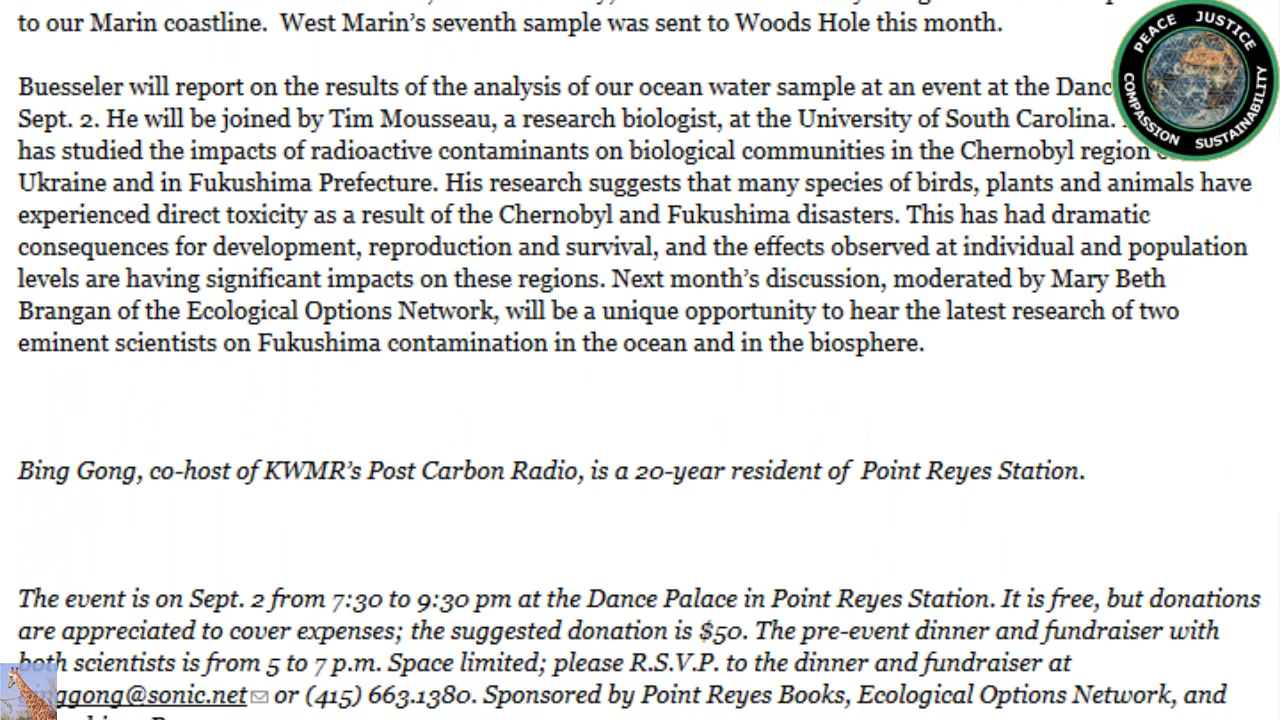 to our Marin coastline.  West Marin's seventh sample was sent to Woods Hole this month.
Buesseler will report on the results of the analysis of our ocean water sample at an event at the
Sept. 2. He will be joined by Tim Mousseau, a research biologist, at the University of South Carolina.
has studied the impacts of radioactive contaminants on biological communities in the Chernobyl region
Ukraine and in Fukushima Prefecture. His research suggests that many species of birds, plants and animals have
experienced direct toxicity as a result of the Chernobyl and Fukushima disasters. This has had dramatic
consequences for development, reproduction and survival, and the effects observed at individual and population
levels are having significant impacts on these regions. Next month's discussion, moderated by Mary Beth
Brangan of the Ecological Options Network, will be a unique opportunity to hear the latest research of two
eminent scientists on Fukushima contamination in the ocean and in the biosphere.
Bing Gong, co-host of KWMR's Post Carbon Radio, is a 20-year resident of  Point Reyes Station.
The event is on Sept. 2 from 7:30 to 9:30 pm at the Dance Palace in Point Reyes Station. It is free, but donations
are appreciated to cover expenses; the suggested donation is $50. The pre-event dinner and fundraiser with
both scientists is from 5 to 7 p.m. Space limited; please R.S.V.P. to the dinner and fundraiser at
ggong@sonic.net or (415) 663.1380. Sponsored by Point Reyes Books, Ecological Options Network, and
PEACE JUSTICE
COMPASSION SUSTAINABILITY